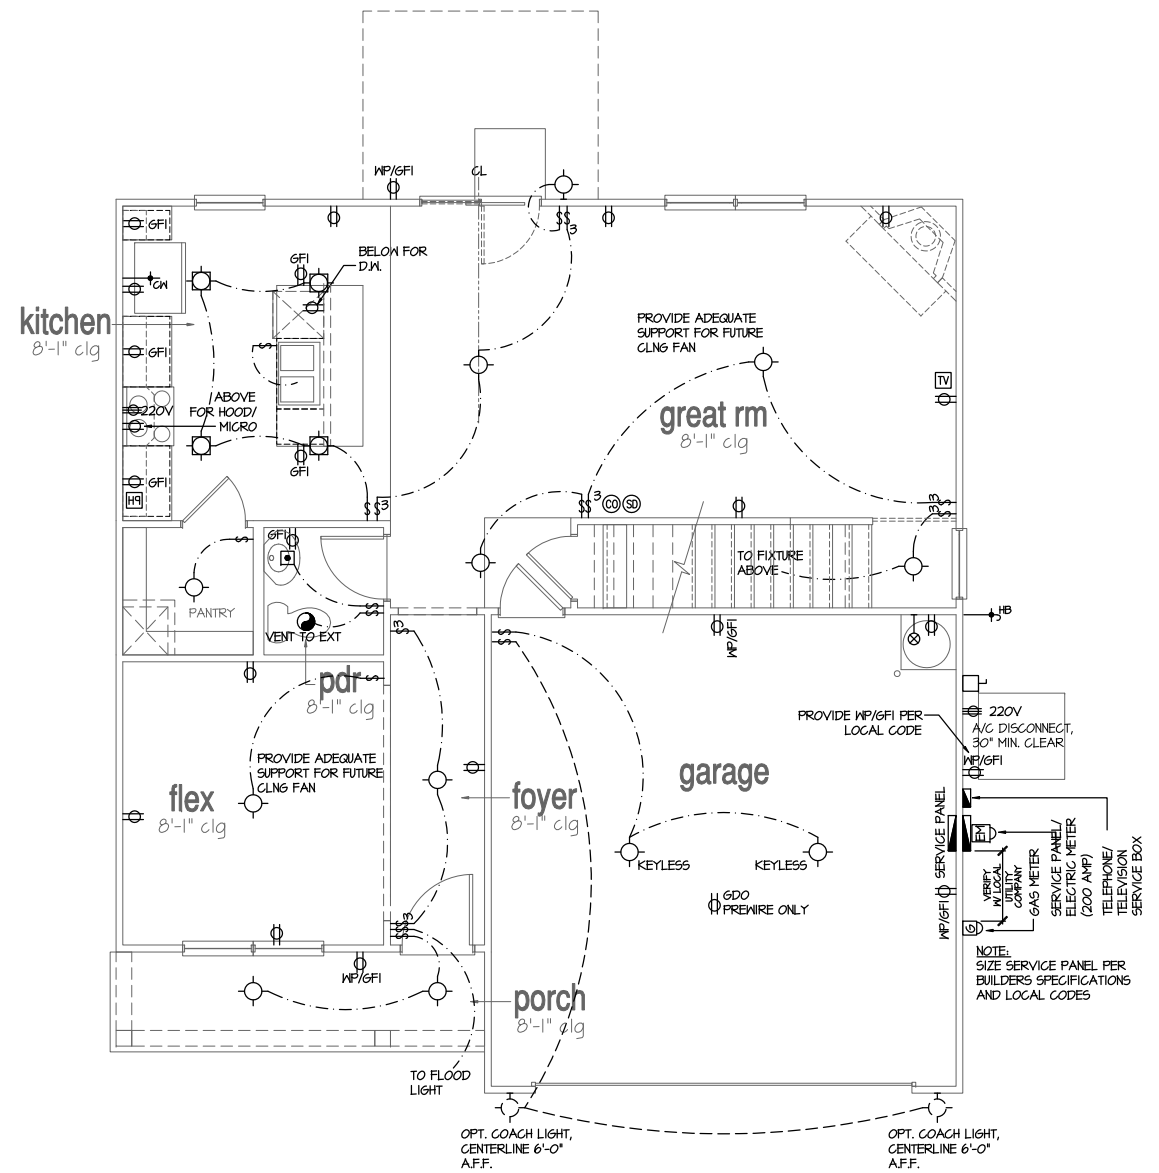 WP/GFI
CL
GFI
3
GFI
BELOW FOR
D.W.
CW
kitchen
8'-1" clg
GFI
PROVIDE ADEQUATE
SUPPORT FOR FUTURE
CLNG FAN
TV
220V
ABOVE
FOR HOOD/
MICRO
great rm
8'-1" clg
GFI
GFI
3
3
CO
SD
3
3
GFI
TO FIXTURE
ABOVE
PANTRY
VENT TO EXT
3
WP/GFI
HB
pdr
8'-1" clg
220V
A/C DISCONNECT,
30" MIN. CLEAR
PROVIDE WP/GFI PER
LOCAL CODE
WP/GFI
PROVIDE ADEQUATE
SUPPORT FOR FUTURE
CLNG FAN
flex
8'-1" clg
foyer
8'-1" clg
garage
KEYLESS
KEYLESS
GDO
PREWIRE ONLY
SERVICE PANEL
WP/GFI
EM
VERIFY
W/ LOCAL
UTILITY
COMPANY
GAS METER
SERVICE PANEL/
ELECTRIC METER
(200 AMP)
TELEPHONE/
TELEVISION
SERVICE BOX
G
3
NOTE:
SIZE SERVICE PANEL PER
BUILDERS SPECIFICATIONS
AND LOCAL CODES
WP/GFI
porch
8'-1" clg
TO FLOOD
LIGHT
OPT. COACH LIGHT,
CENTERLINE 6'-0"
A.F.F.
OPT. COACH LIGHT,
CENTERLINE 6'-0"
A.F.F.